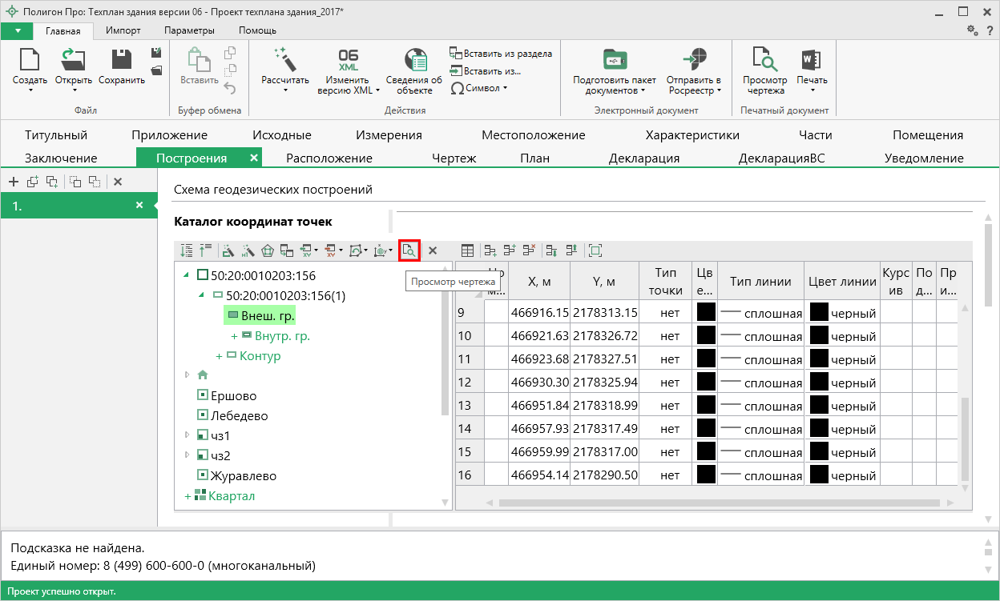 Полигон Про: Техплан здания версии 06 - Проект техплана здания_2017*
Главная Импорт Параметры Помощь
?
Создать Открыть Сохранить
Файл
Вставить
Буфер обмена
Рассчитать
06 XML
Изменить версию XML
Сведения об объекте
Вставить из раздела
Вставить из...
Символ
Действия
Подготовить пакет документов
Отправить в Росреестр
Электронный документ
Просмотр чертежа
Печать
Печатный документ
Титульный Приложение Исходные Измерения Местоположение Характеристики Части Помещения
Заключение Построения Расположение Чертеж План Декларация ДекларацияВС Уведомление
1.
Схема геодезических построений
Каталог координат точек
Просмотр чертежа
50:20:0010203:156
50:20:0010203:156(1)
Внеш. гр.
Внутр. гр.
Контур
Ершово
Лебедево
чз1
чз2
Журавлево
Квартал
X, м Y, м Тип точки Цв е... Тип линии Цвет линии Курс ив По д... Пр и...
9 466916.15 2178313.15 нет сплошная черный
10 466921.63 2178326.72 нет сплошная черный
11 466923.68 2178327.51 нет сплошная черный
12 466930.30 2178325.94 нет сплошная черный
13 466951.84 2178318.99 нет сплошная черный
14 466957.93 2178317.49 нет сплошная черный
15 466959.99 2178317.00 нет сплошная черный
16 466954.14 2178290.50 нет сплошная черный
Подсказка не найдена.
Единый номер: 8 (499) 600-600-0 (многоканальный)
Проект успешно открыт.